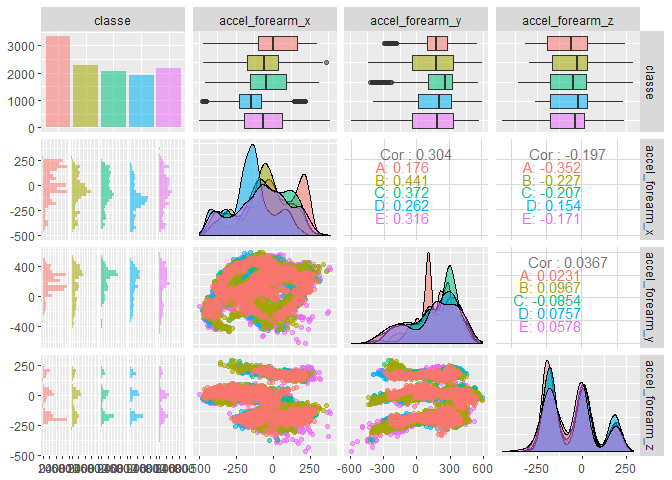 classe
accel_forearm_x
accel_forearm_y
accel_forearm_z
3000
2000
1000
0
classe
250
0
-250
-500
Cor : 0.304
A: 0.176
B: 0.441
C: 0.372
D: 0.262
E: 0.316
Cor : -0.197
A: -0.352
B: -0.227
C: -0.207
D: 0.154
E: -0.171
accel_forearm_x
400
0
-400
Cor : 0.0367
A: 0.0231
B: 0.0967
C: -0.0854
D: 0.0757
E: 0.0578
accel_forearm_y
250
0
-250
-500
accel_forearm_z
-500
-250
0
250
-600
-300
0
300
600
-250
0
250